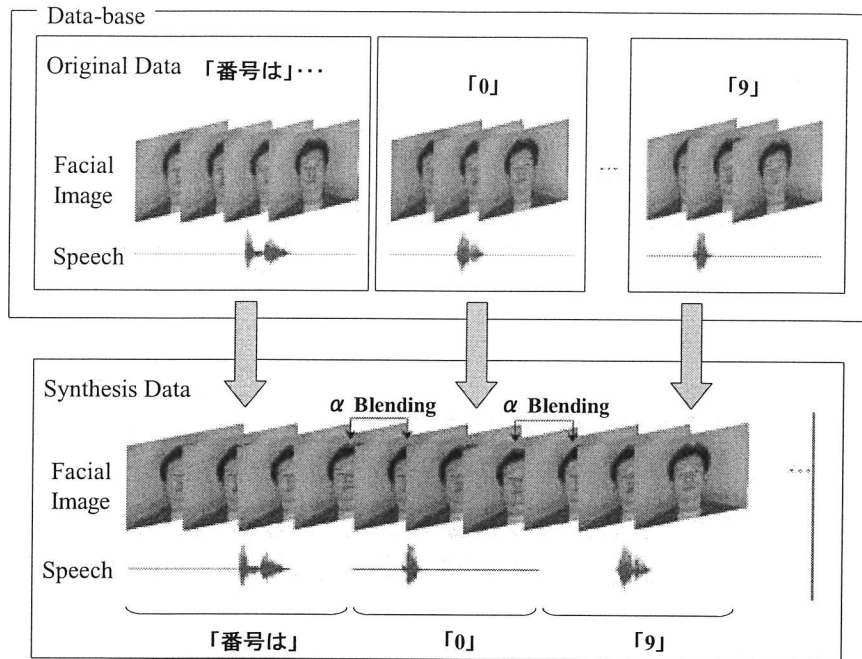 Data-base
Original Data 「番号は」···
「0」
「9」
Facial
Image
...
Speech
Synthesis Data
α Blending
α Blending
Facial
Image
...
Speech
「番号は」
「0」
「9」